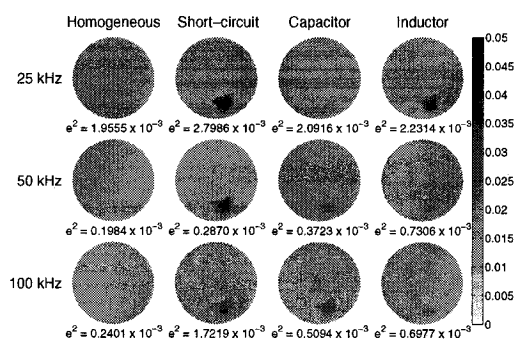 Homogeneous Short-circuit Capacitor Inductor
25 kHz
e² = 1.9555 x 10⁻³ e² = 2.7986 x 10⁻³ e² = 2.0916 x 10⁻³ e² = 2.2314 x 10⁻³
50 kHz
e² = 0.1984 x 10⁻³ e² = 0.2870 x 10⁻³ e² = 0.3723 x 10⁻³ e² = 0.7306 x 10⁻³
100 kHz
e² = 0.2401 x 10⁻³ e² = 1.7219 x 10⁻³ e² = 0.5094 x 10⁻³ e² = 0.6977 x 10⁻³
0.05
0.045
0.04
0.035
0.03
0.025
0.02
0.015
0.01
0.005
0